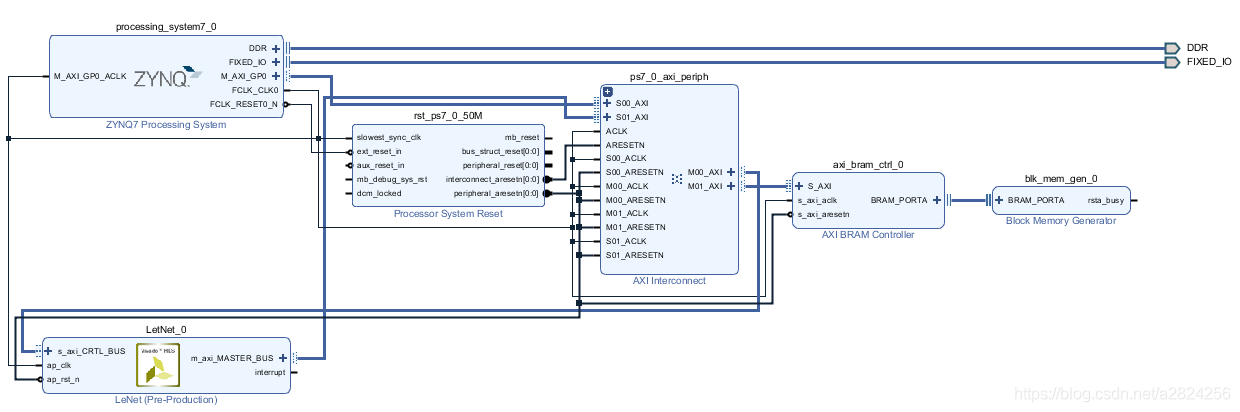 processing_system7_0
DDR
FIXED_IO
M_AXI_GP0_ACLK
ZYNQ
M_AXI_GP0
FCLK_CLK0
FCLK_RESET0_N
ZYNQ7 Processing System
DDR
FIXED_IO
rst_ps7_0_50M
slowest_sync_clk
mb_reset
ext_reset_in
bus_struct_reset[0:0]
aux_reset_in
peripheral_reset[0:0]
mb_debug_sys_rst
interconnect_aresetn[0:0]
dcm_locked
peripheral_aresetn[0:0]
Processor System Reset
ps7_0_axi_periph
S00_AXI
S01_AXI
ACLK
ARESETN
S00_ACLK
S00_ARESETN
M00_AXI
M00_ACLK
M01_AXI
M00_ARESETN
M01_ACLK
M01_ARESETN
S01_ACLK
S01_ARESETN
AXI Interconnect
axi_bram_ctrl_0
S_AXI
s_axi_aclk
BRAM_PORTA
s_axi_aresetn
AXI BRAM Controller
blk_mem_gen_0
BRAM_PORTA
rsta_busy
Block Memory Generator
LetNet_0
s_axi_CRTL_BUS
m_axi_MASTER_BUS
ap_clk
interrupt
ap_rst_n
Vivado™ HLS
LeNet (Pre-Production)
https://blog.csdn.net/a2824256